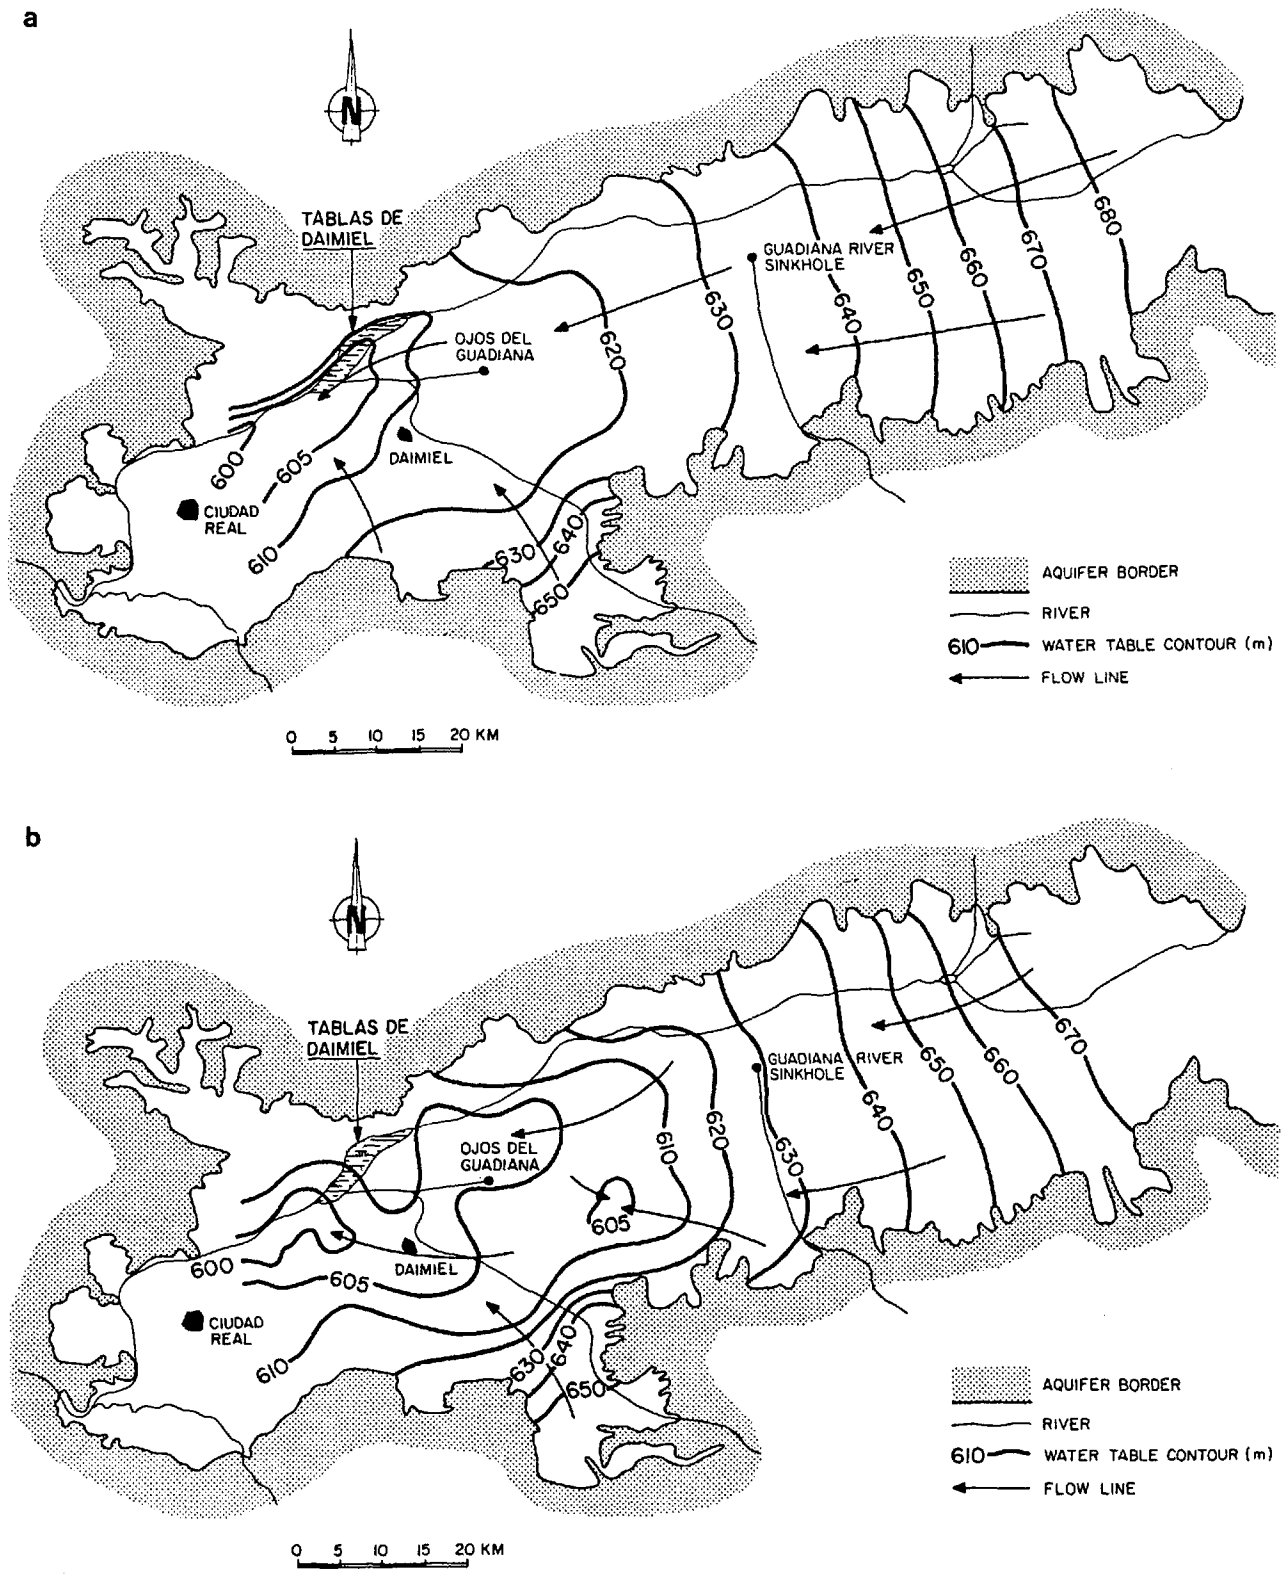 a
N
TABLAS DE
DAIMIEL
GUADIANA RIVER
SINKHOLE
OJOS DEL
GUADIANA
680
670
660
650
640
630
620
DAIMIEL
600
605
CIUDAD
REAL
610
630
640
650
AQUIFER BORDER
RIVER
610 WATER TABLE CONTOUR (m)
FLOW LINE
0 5 10 15 20 KM
b
N
TABLAS DE
DAIMIEL
GUADIANA RIVER
SINKHOLE
OJOS DEL
GUADIANA
670
660
650
640
630
620
610
605
DAIMIEL
600
605
CIUDAD
REAL
610
630
640
650
AQUIFER BORDER
RIVER
610 WATER TABLE CONTOUR (m)
FLOW LINE
0 5 10 15 20 KM